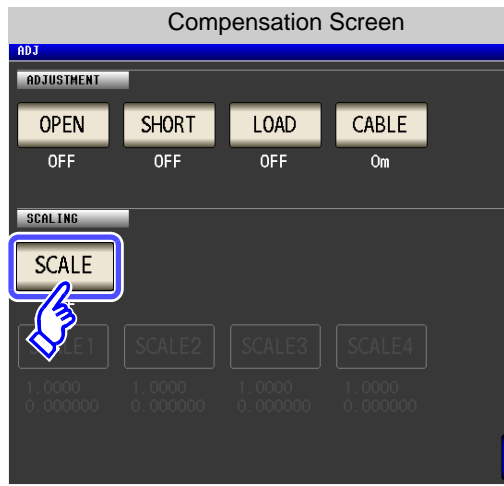 Compensation Screen
ADJ
ADJUSTMENT
OPEN SHORT LOAD CABLE
OFF OFF OFF 0m
SCALING
SCALE
SCALE2 SCALE3 SCALE4
1.0000 1.0000 1.0000 1.0000
0.000000 0.000000 0.000000 0.000000